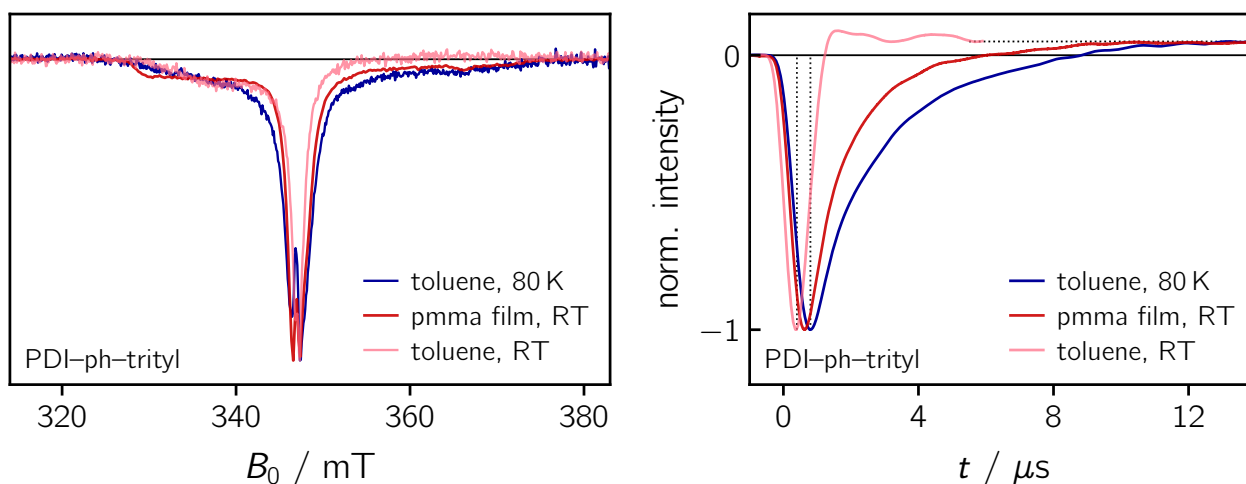 toluene, 80 K
pmma film, RT
toluene, RT
PDI–ph–trityl
320 340 360 380
B₀ / mT
norm. intensity
0
−1
toluene, 80 K
pmma film, RT
toluene, RT
PDI–ph–trityl
0 4 8 12
t / μs